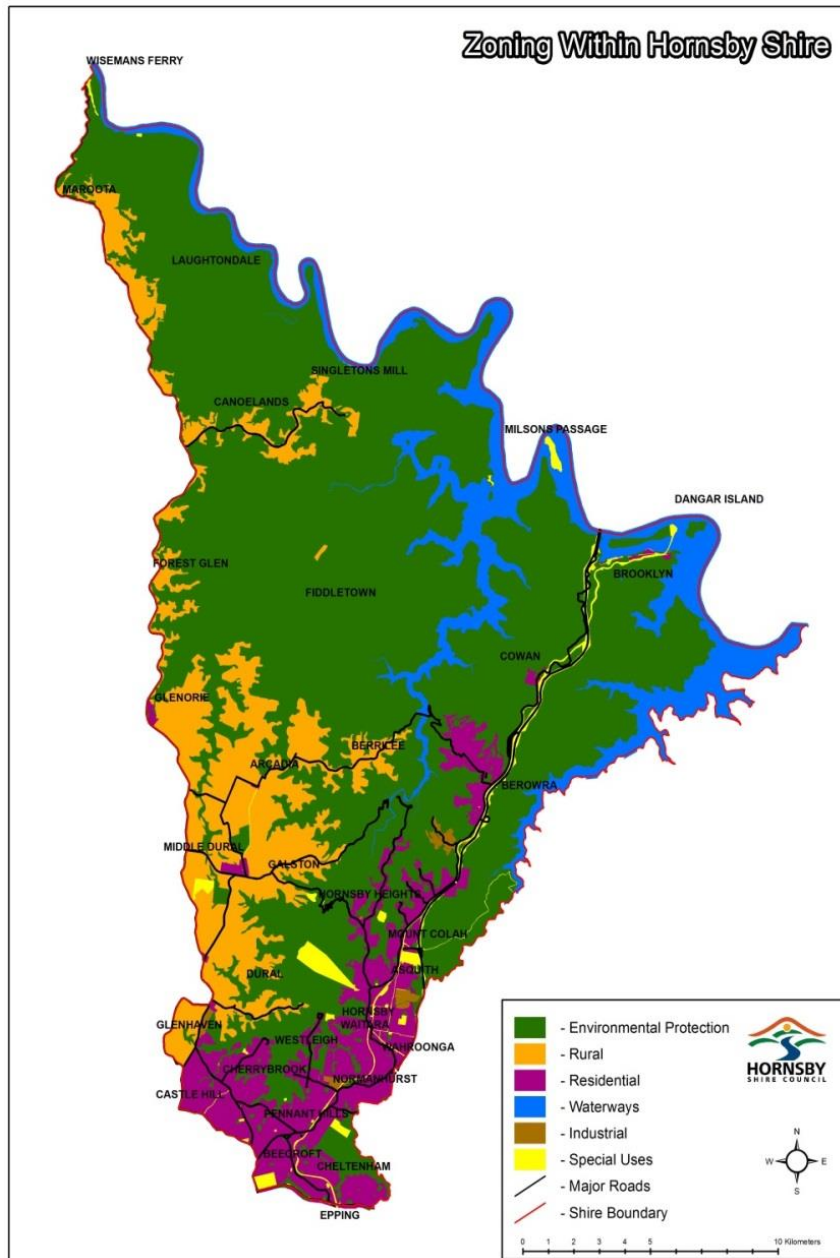 Zoning Within Hornsby Shire
WISEMANS FERRY
MAROOTA
LAUGHTONDALE
SINGLETONS MILL
CANOELANDS
MILSONS PASSAGE
DANGAR ISLAND
FOREST GLEN
BROOKLYN
FIDDLETOWN
COWAN
GLENORIE
BERRILEE
ARCADIA
BEROWRA
MIDDLE DURAL
GALSTON
HORNSBY HEIGHTS
MOUNT COLAH
DURAL
ASQUITH
HORNSBY
GLENHAVEN
WAITARA
WESTLEIGH
WAHROONGA
CHERRYBROOK
NORMANHURST
CASTLE HILL
PENNANT HILLS
BEECROFT
CHELTENHAM
EPPING
- Environmental Protection
- Rural
- Residential
- Waterways
- Industrial
- Special Uses
- Major Roads
- Shire Boundary
HORNSBY
SHIRE COUNCIL
N
W E
S
0 1 2 3 4 5 10 Kilometers